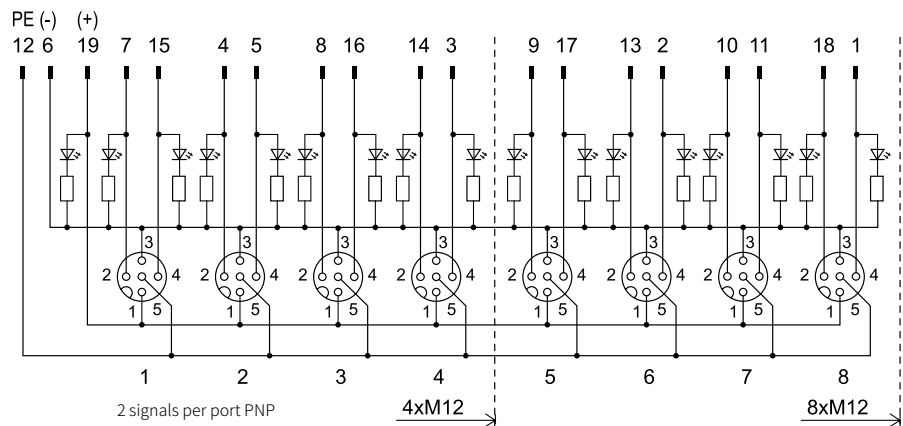 PE (-) (+)
12 6 19 7 15 4 5 8 16 14 3 9 17 13 2 10 11 18 1
3 3 3 3 3 3 3 3
2 4 2 4 2 4 2 4 2 4 2 4 2 4 2 4
1 5 1 5 1 5 1 5 1 5 1 5 1 5 1 5
1 2 3 4 5 6 7 8
2 signals per port PNP 4xM12 8xM12